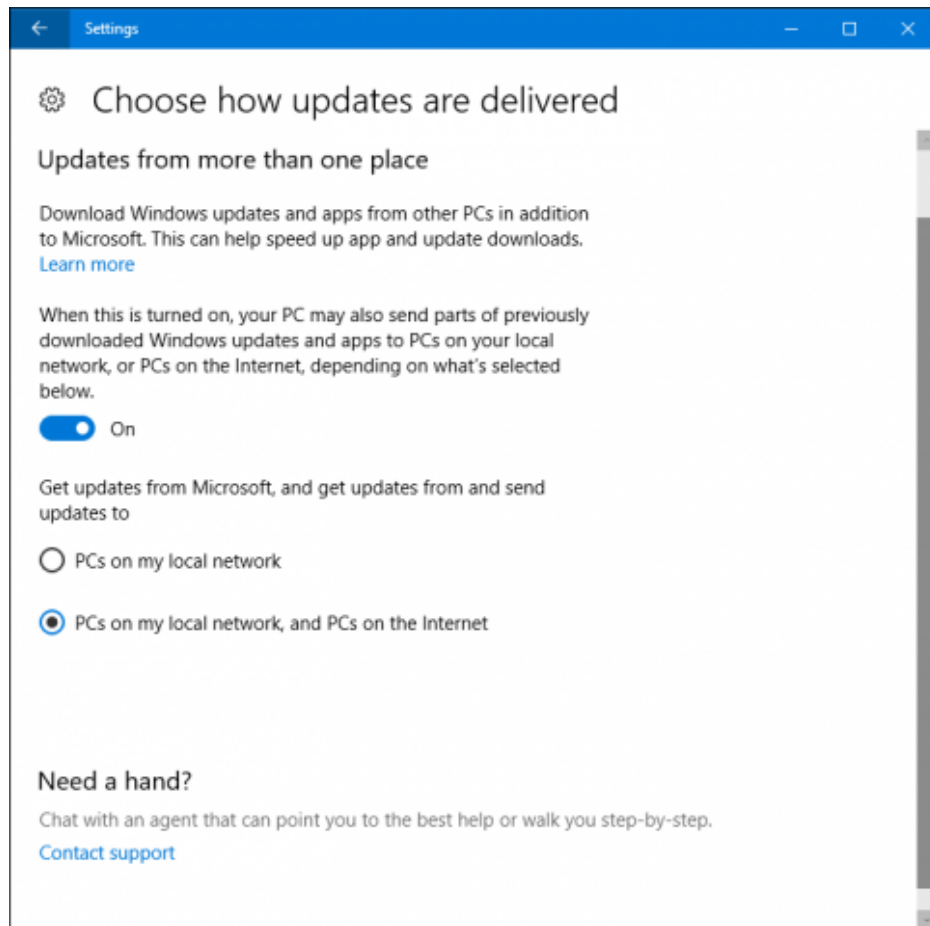 Settings
Choose how updates are delivered
Updates from more than one place
Download Windows updates and apps from other PCs in addition
to Microsoft. This can help speed up app and update downloads.
Learn more
When this is turned on, your PC may also send parts of previously
downloaded Windows updates and apps to PCs on your local
network, or PCs on the Internet, depending on what's selected
below.
On
Get updates from Microsoft, and get updates from and send
updates to
PCs on my local network
PCs on my local network, and PCs on the Internet
Need a hand?
Chat with an agent that can point you to the best help or walk you step-by-step.
Contact support